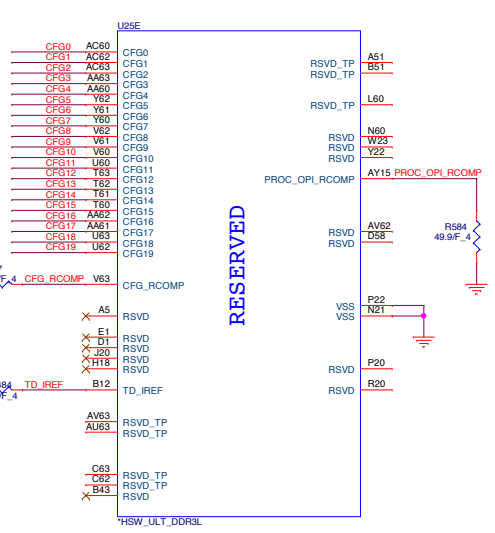 U25E
CFG0 AC60 CFG0
CFG1 AC62 CFG1
CFG2 AC63 CFG2
CFG3 AA63 CFG3
CFG4 AA60 CFG4
CFG5 Y62 CFG5
CFG6 Y61 CFG6
CFG7 Y60 CFG7
CFG8 V62 CFG8
CFG9 V61 CFG9
CFG10 V60 CFG10
CFG11 U60 CFG11
CFG12 T63 CFG12
CFG13 T62 CFG13
CFG14 T61 CFG14
CFG15 T60 CFG15
CFG16 AA62 CFG16
CFG17 AA61 CFG17
CFG18 U63 CFG18
CFG19 U62 CFG19
CFG_RCOMP V63 CFG_RCOMP
A5 RSVD
E1 RSVD
D1 RSVD
J20 RSVD
H18 RSVD
TD_IREF B12 TD_IREF
AV63 RSVD_TP
AU63 RSVD_TP
C63 RSVD_TP
C62 RSVD_TP
B43 RSVD
RESERVED
RSVD_TP A51
RSVD_TP B51
RSVD_TP L60
RSVD N60
RSVD W23
RSVD Y22
PROC_OPI_RCOMP AY15 PROC_OPI_RCOMP
R584
49.9/F_4
RSVD AV62
RSVD D58
VSS P22
VSS N21
RSVD P20
RSVD R20
*HSW_ULT_DDR3L